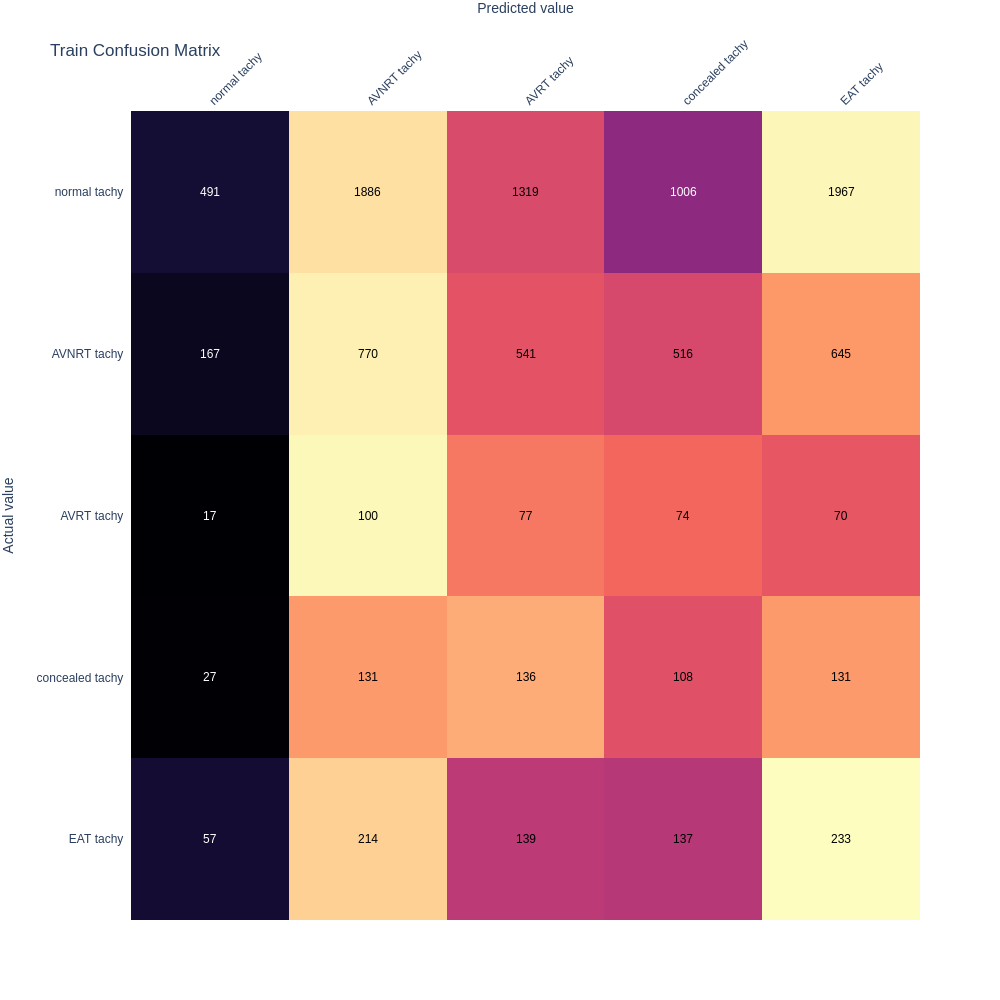 Predicted value
Train Confusion Matrix
normal tachy
AVNRT tachy
AVRT tachy
concealed tachy
EAT tachy
normal tachy 491 1886 1319 1006 1967
AVNRT tachy 167 770 541 516 645
AVRT tachy 17 100 77 74 70
concealed tachy 27 131 136 108 131
EAT tachy 57 214 139 137 233
Actual value